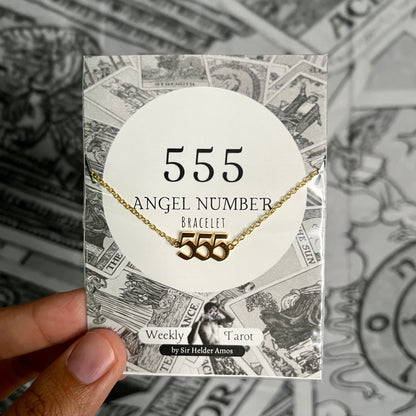 555
ANGEL NUMBER
BRACELET
555
Weekly Tarot
by Sir Helder Amos